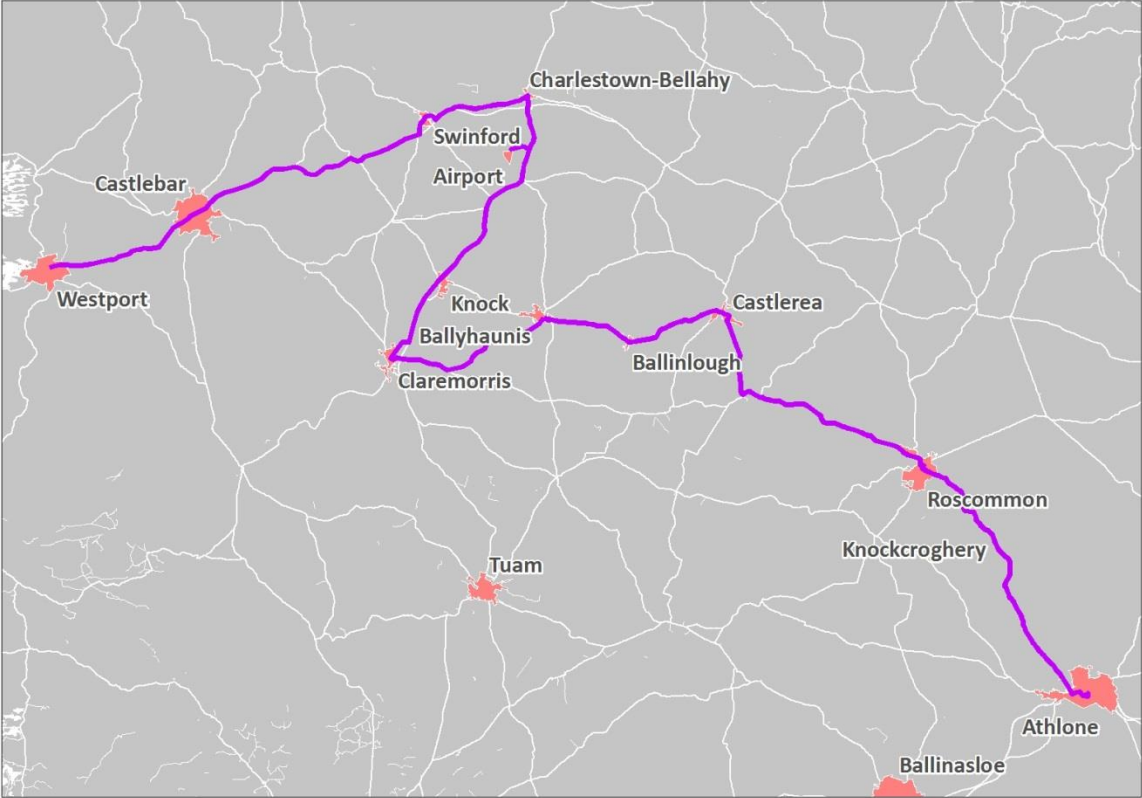 Charlestown-Bellahy
Swinford
Airport
Castlebar
Westport
Knock
Castlerea
Ballyhaunis
Ballinlough
Claremorris
Roscommon
Knockcroghery
Tuam
Athlone
Ballinasloe